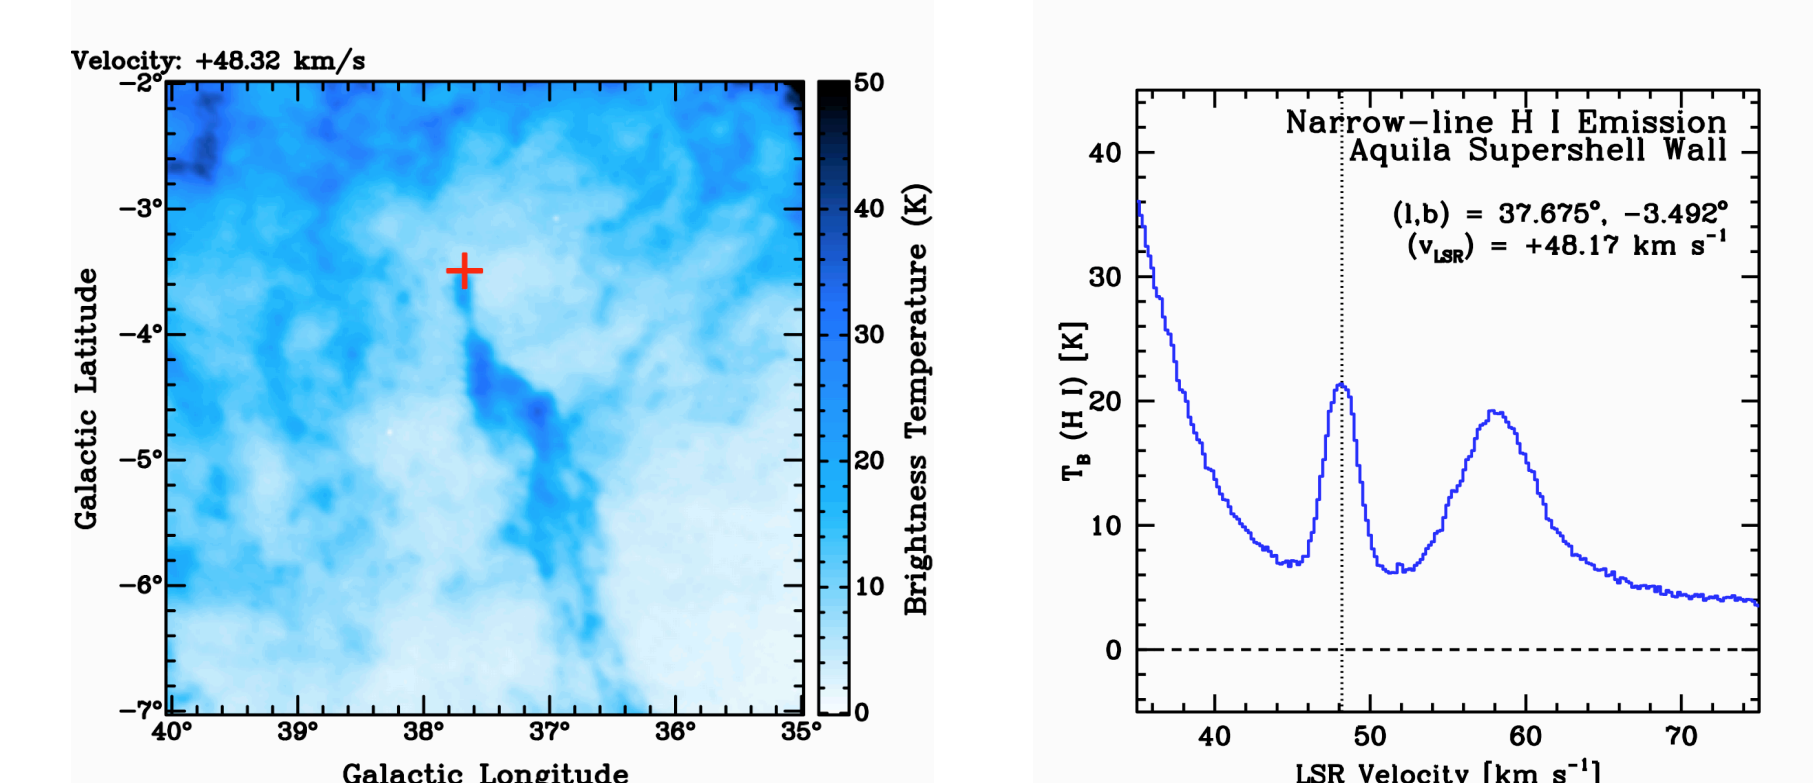 Velocity: +48.32 km/s
−2°
−3°
−4°
−5°
−6°
−7°
Galactic Latitude
40°
39°
38°
37°
36°
35°
Galactic Longitude
50
40
30
20
10
0
Brightness Temperature (K)
Narrow−line H I Emission
Aquila Supershell Wall
(l,b) = 37.675°, −3.492°
(v_LSR) = +48.17 km s⁻¹
40
30
20
10
0
T_B (H I) [K]
40
50
60
70
LSR Velocity [km s⁻¹]